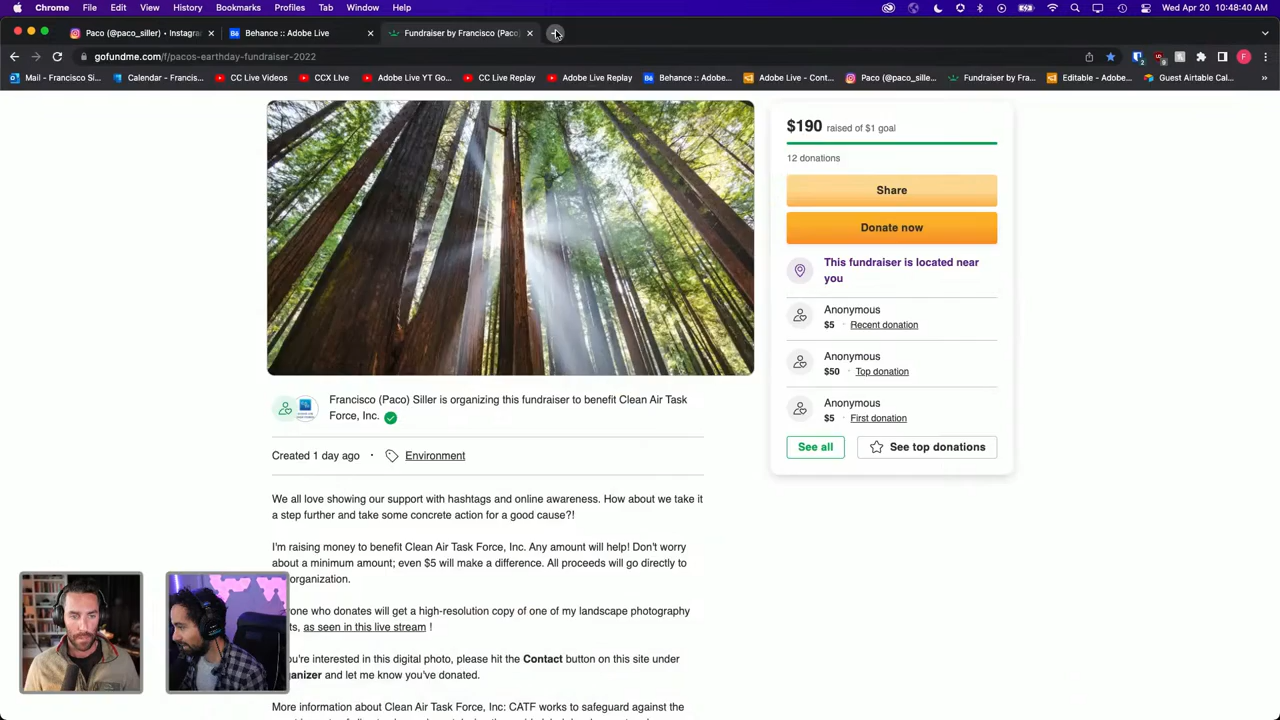 Chrome File Edit View History Bookmarks Profiles Tab Window Help Wed Apr 20 10:48:40 AM
Paco (@paco_siller) • Instagra
Behance :: Adobe Live
Fundraiser by Francisco (Paco)
gofundme.com/f/pacos-earthday-fundraiser-2022
Mail - Francisco Si... Calendar - Francis... CC Live Videos CCX Live Adobe Live YT Go... CC Live Replay Adobe Live Replay Behance :: Adobe... Adobe Live - Cont... Paco (@paco_sille... Fundraiser by Fra... Editable - Adobe... Guest Airtable Cal...
$190 raised of $1 goal
12 donations
Share
Donate now
This fundraiser is located near
you
Anonymous
$5 · Recent donation
Anonymous
$50 · Top donation
Anonymous
$5 · First donation
See all
See top donations
Francisco (Paco) Siller is organizing this fundraiser to benefit Clean Air Task
Force, Inc.
Created 1 day ago · Environment
We all love showing our support with hashtags and online awareness. How about we take it
a step further and take some concrete action for a good cause?!
I'm raising money to benefit Clean Air Task Force, Inc. Any amount will help! Don't worry
about a minimum amount; even $5 will make a difference. All proceeds will go directly to
organization.
one who donates will get a high-resolution copy of one of my landscape photography
as seen in this live stream !
you're interested in this digital photo, please hit the Contact button on this site under
and let me know you've donated.
More information about Clean Air Task Force, Inc: CATF works to safeguard against the